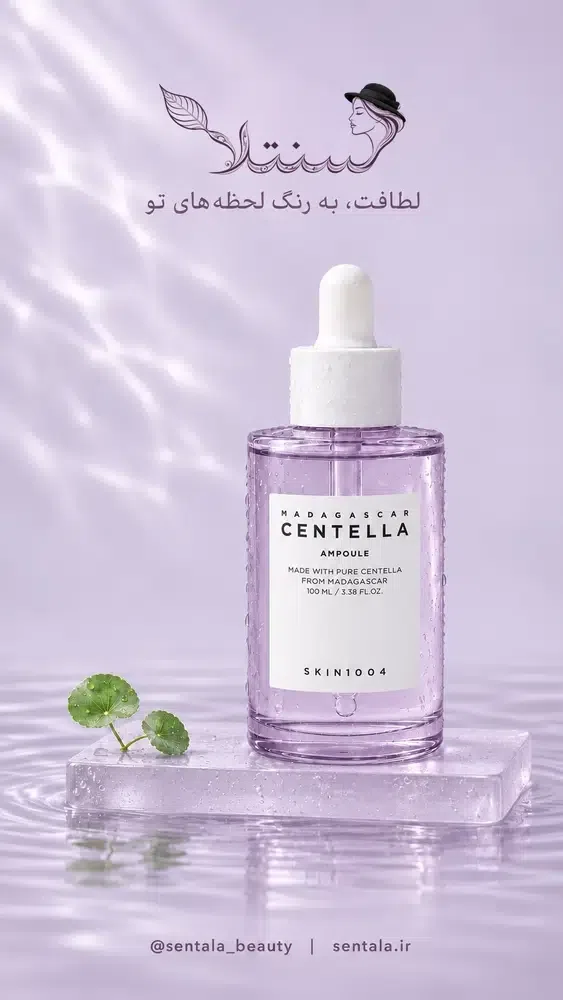 سنتلا
لطافت، به رنگ لحظه‌های تو
MADAGASCAR
CENTELLA
AMPOULE
MADE WITH PURE CENTELLA
FROM MADAGASCAR
100 ML / 3.38 FL.OZ.
SKIN1004
@sentala_beauty | sentala.ir